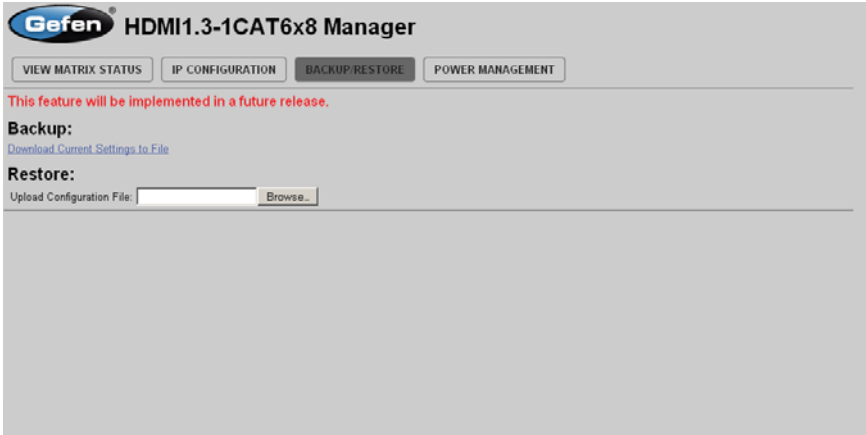 Gefen® HDMI1.3-1CAT6x8 Manager
VIEW MATRIX STATUS IP CONFIGURATION BACKUP/RESTORE POWER MANAGEMENT
This feature will be implemented in a future release.
Backup:
Download Current Settings to File
Restore:
Upload Configuration File: Browse...